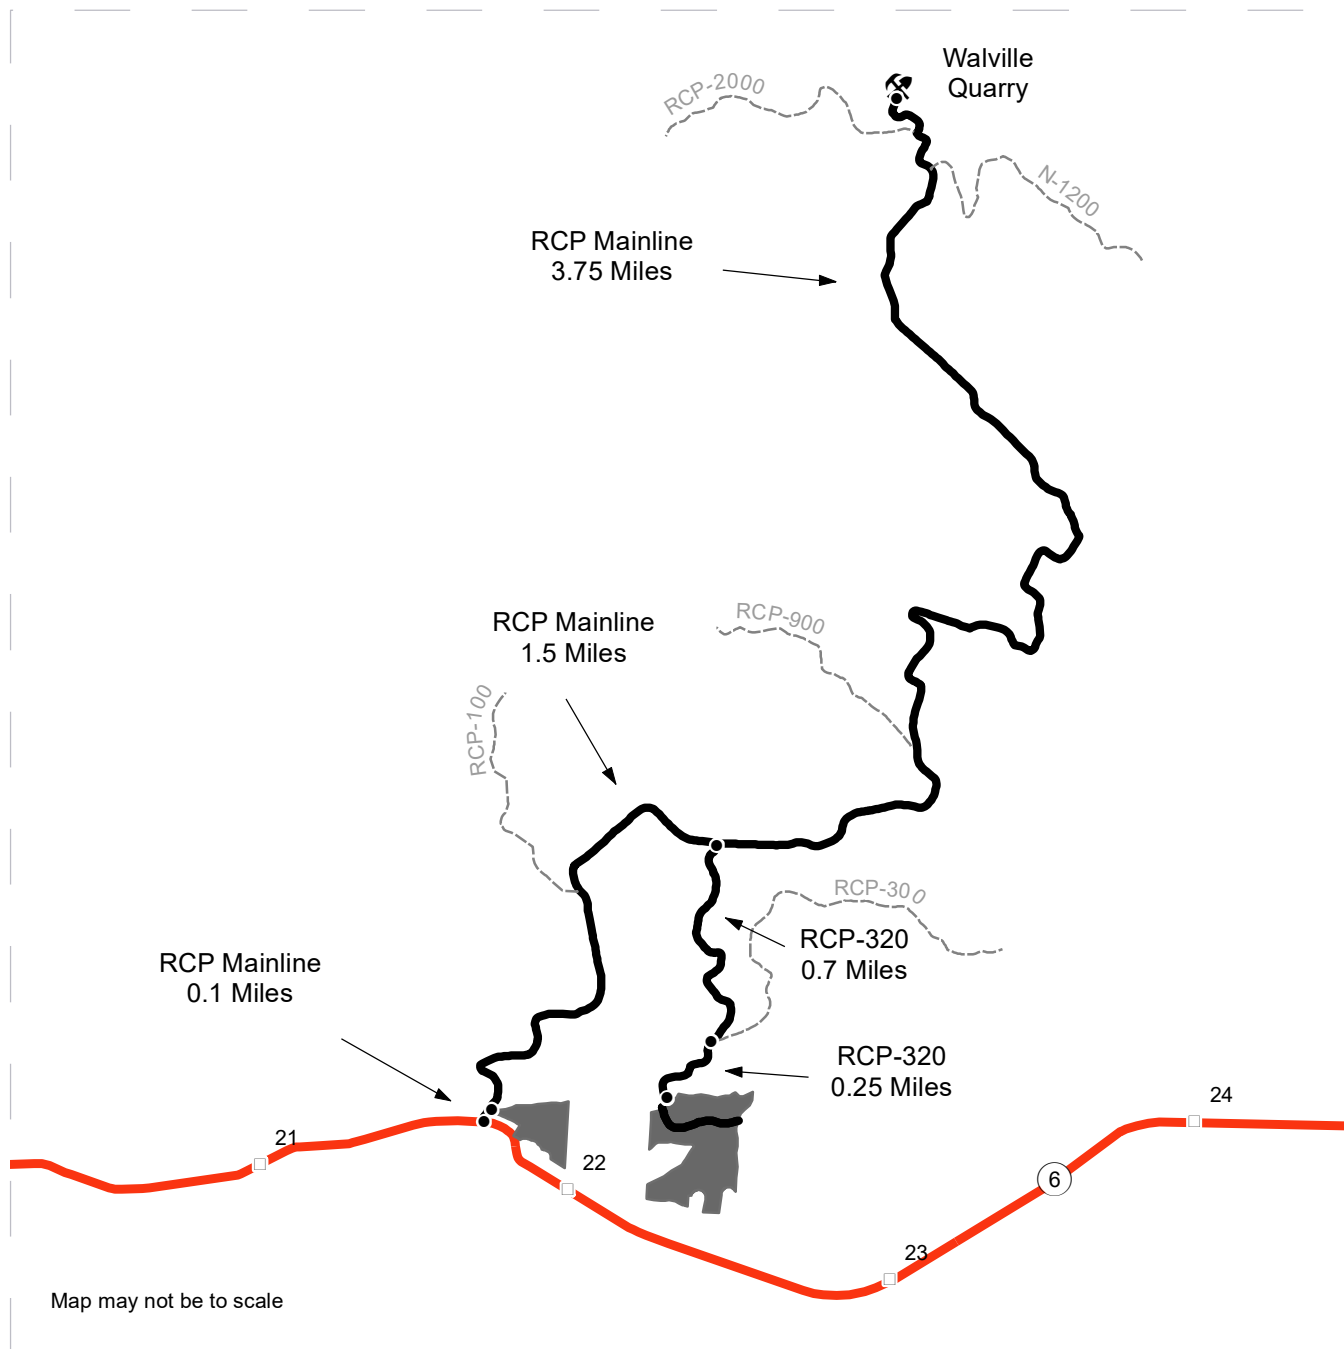 Walville
Quarry
RCP-2000
N-1200
RCP Mainline
3.75 Miles
RCP-900
RCP Mainline
1.5 Miles
RCP-100
RCP-300
RCP-320
0.7 Miles
RCP Mainline
0.1 Miles
RCP-320
0.25 Miles
24
21
22
6
23
Map may not be to scale